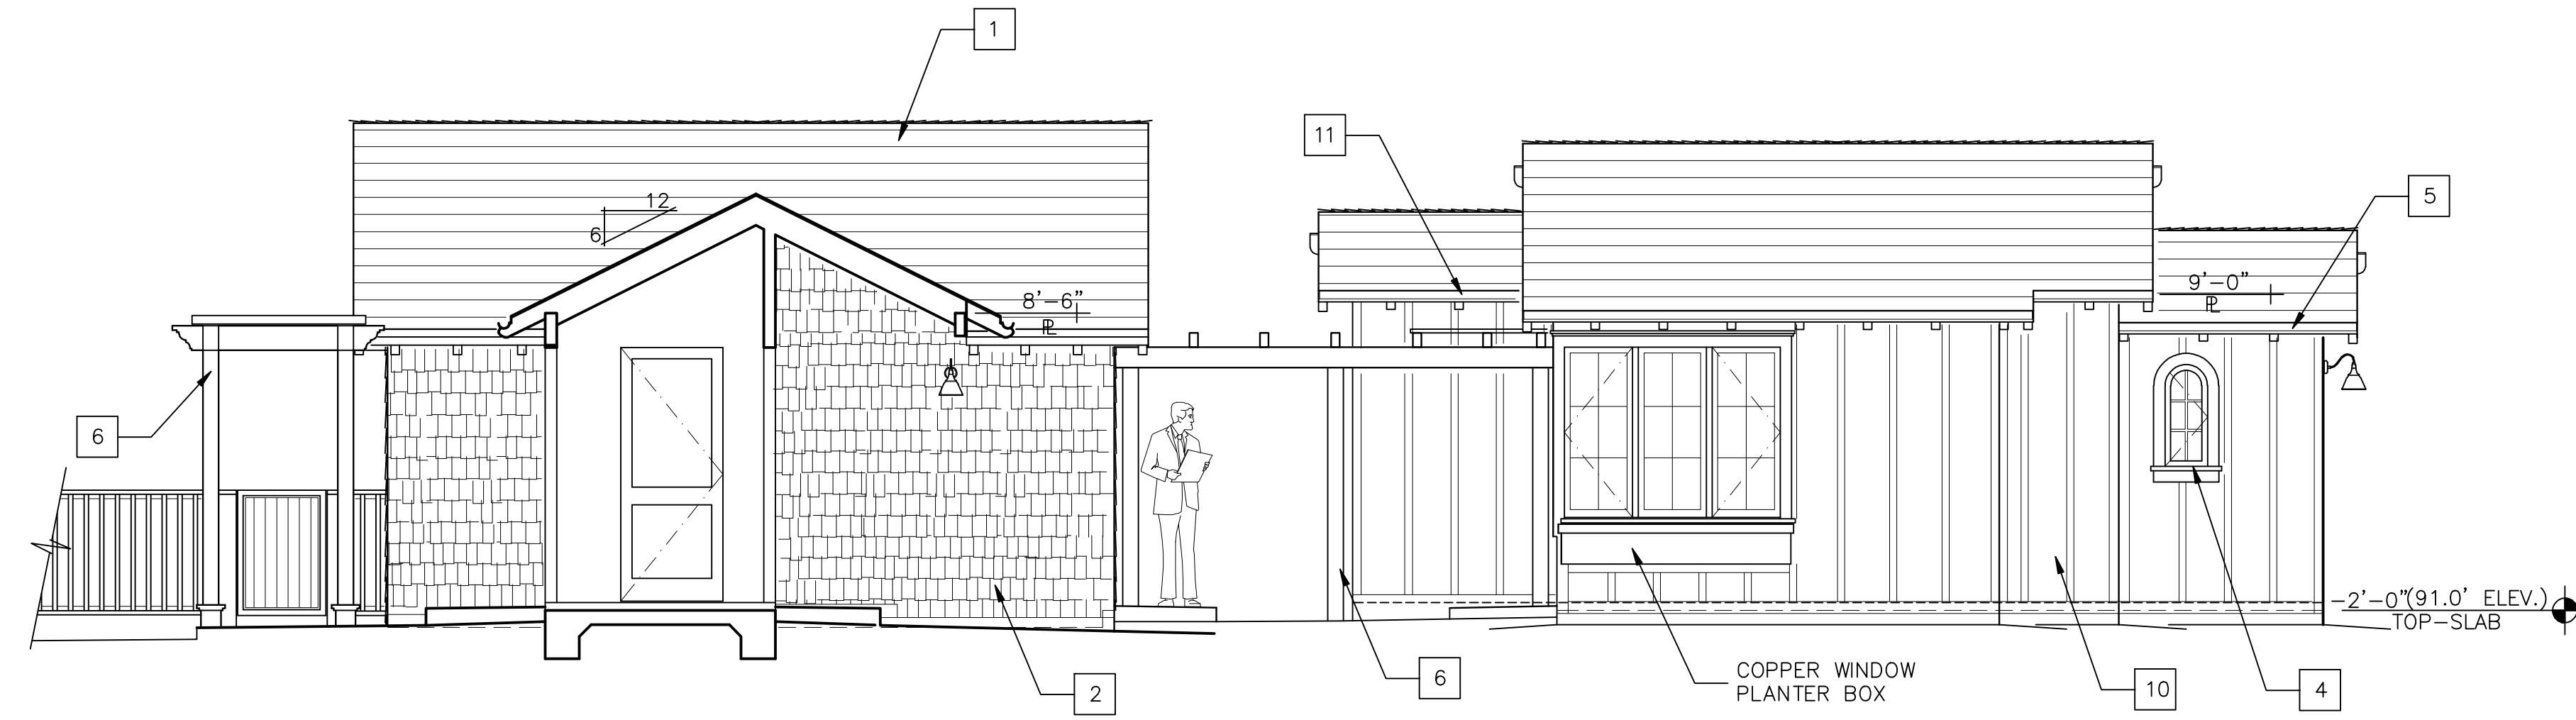 1
11
5
12
6
9'-0"
PL
8'-6"
PL
6
-2'-0"(91.0' ELEV.)
TOP-SLAB
COPPER WINDOW
PLANTER BOX
2
6
10
4